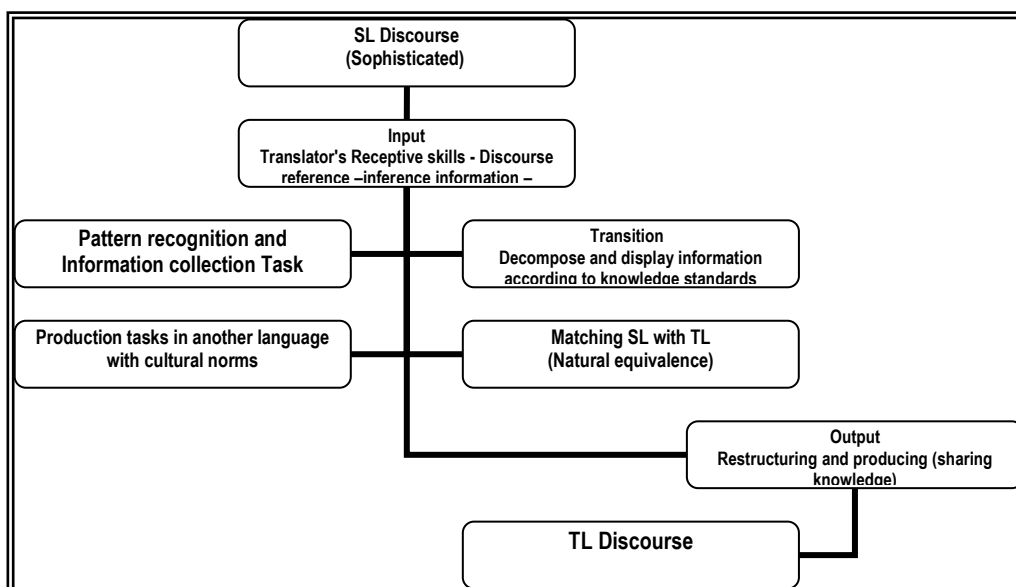 SL Discourse
(Sophisticated)
Input
Translator's Receptive skills - Discourse
reference –inference information –
Pattern recognition and
Information collection Task
Transition
Decompose and display information
according to knowledge standards
Production tasks in another language
with cultural norms
Matching SL with TL
(Natural equivalence)
Output
Restructuring and producing (sharing
knowledge)
TL Discourse